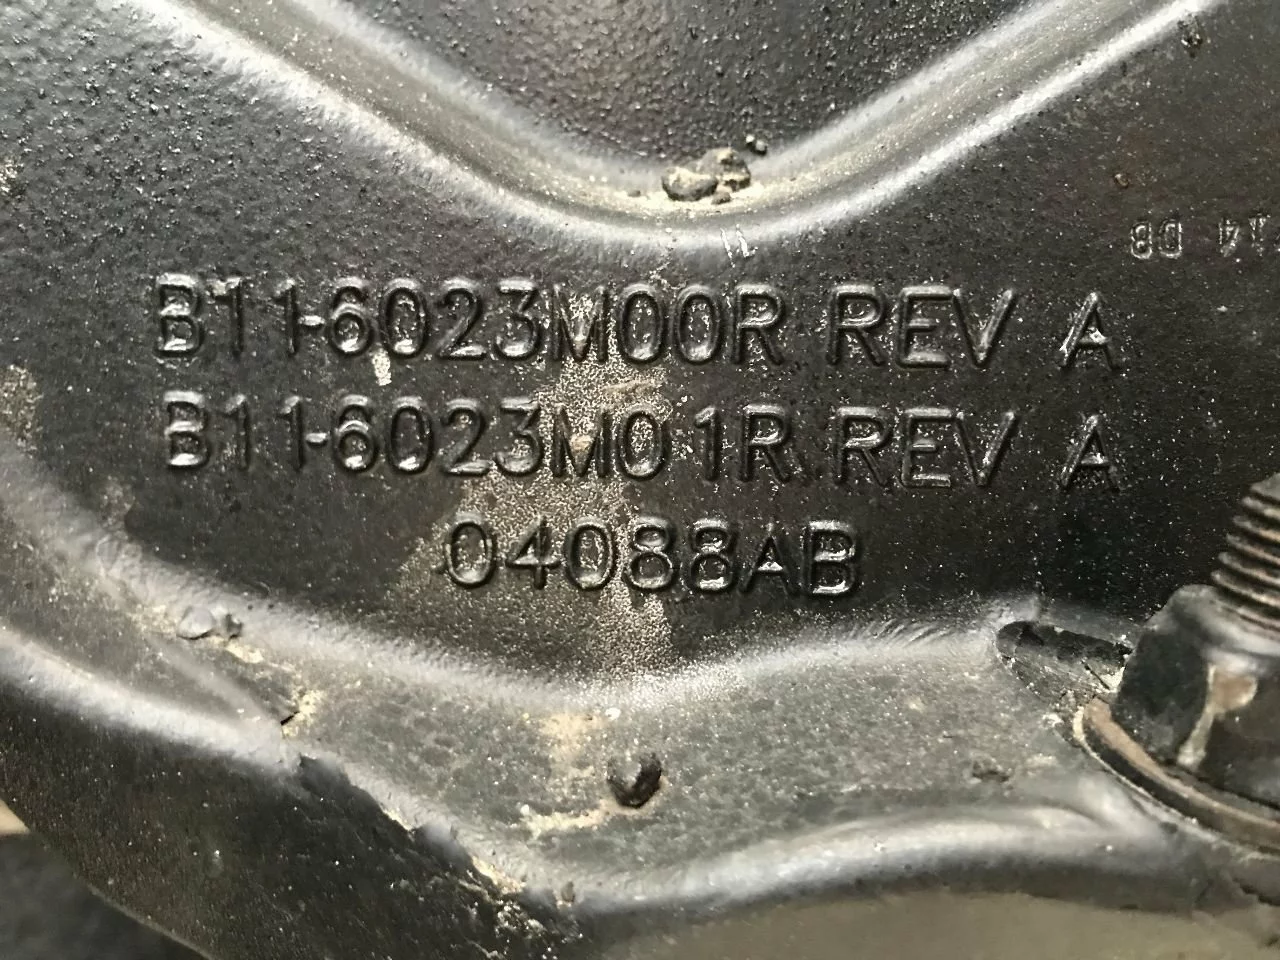 B11-6023M00R REV A
B11-6023M01R REV A
04088AB